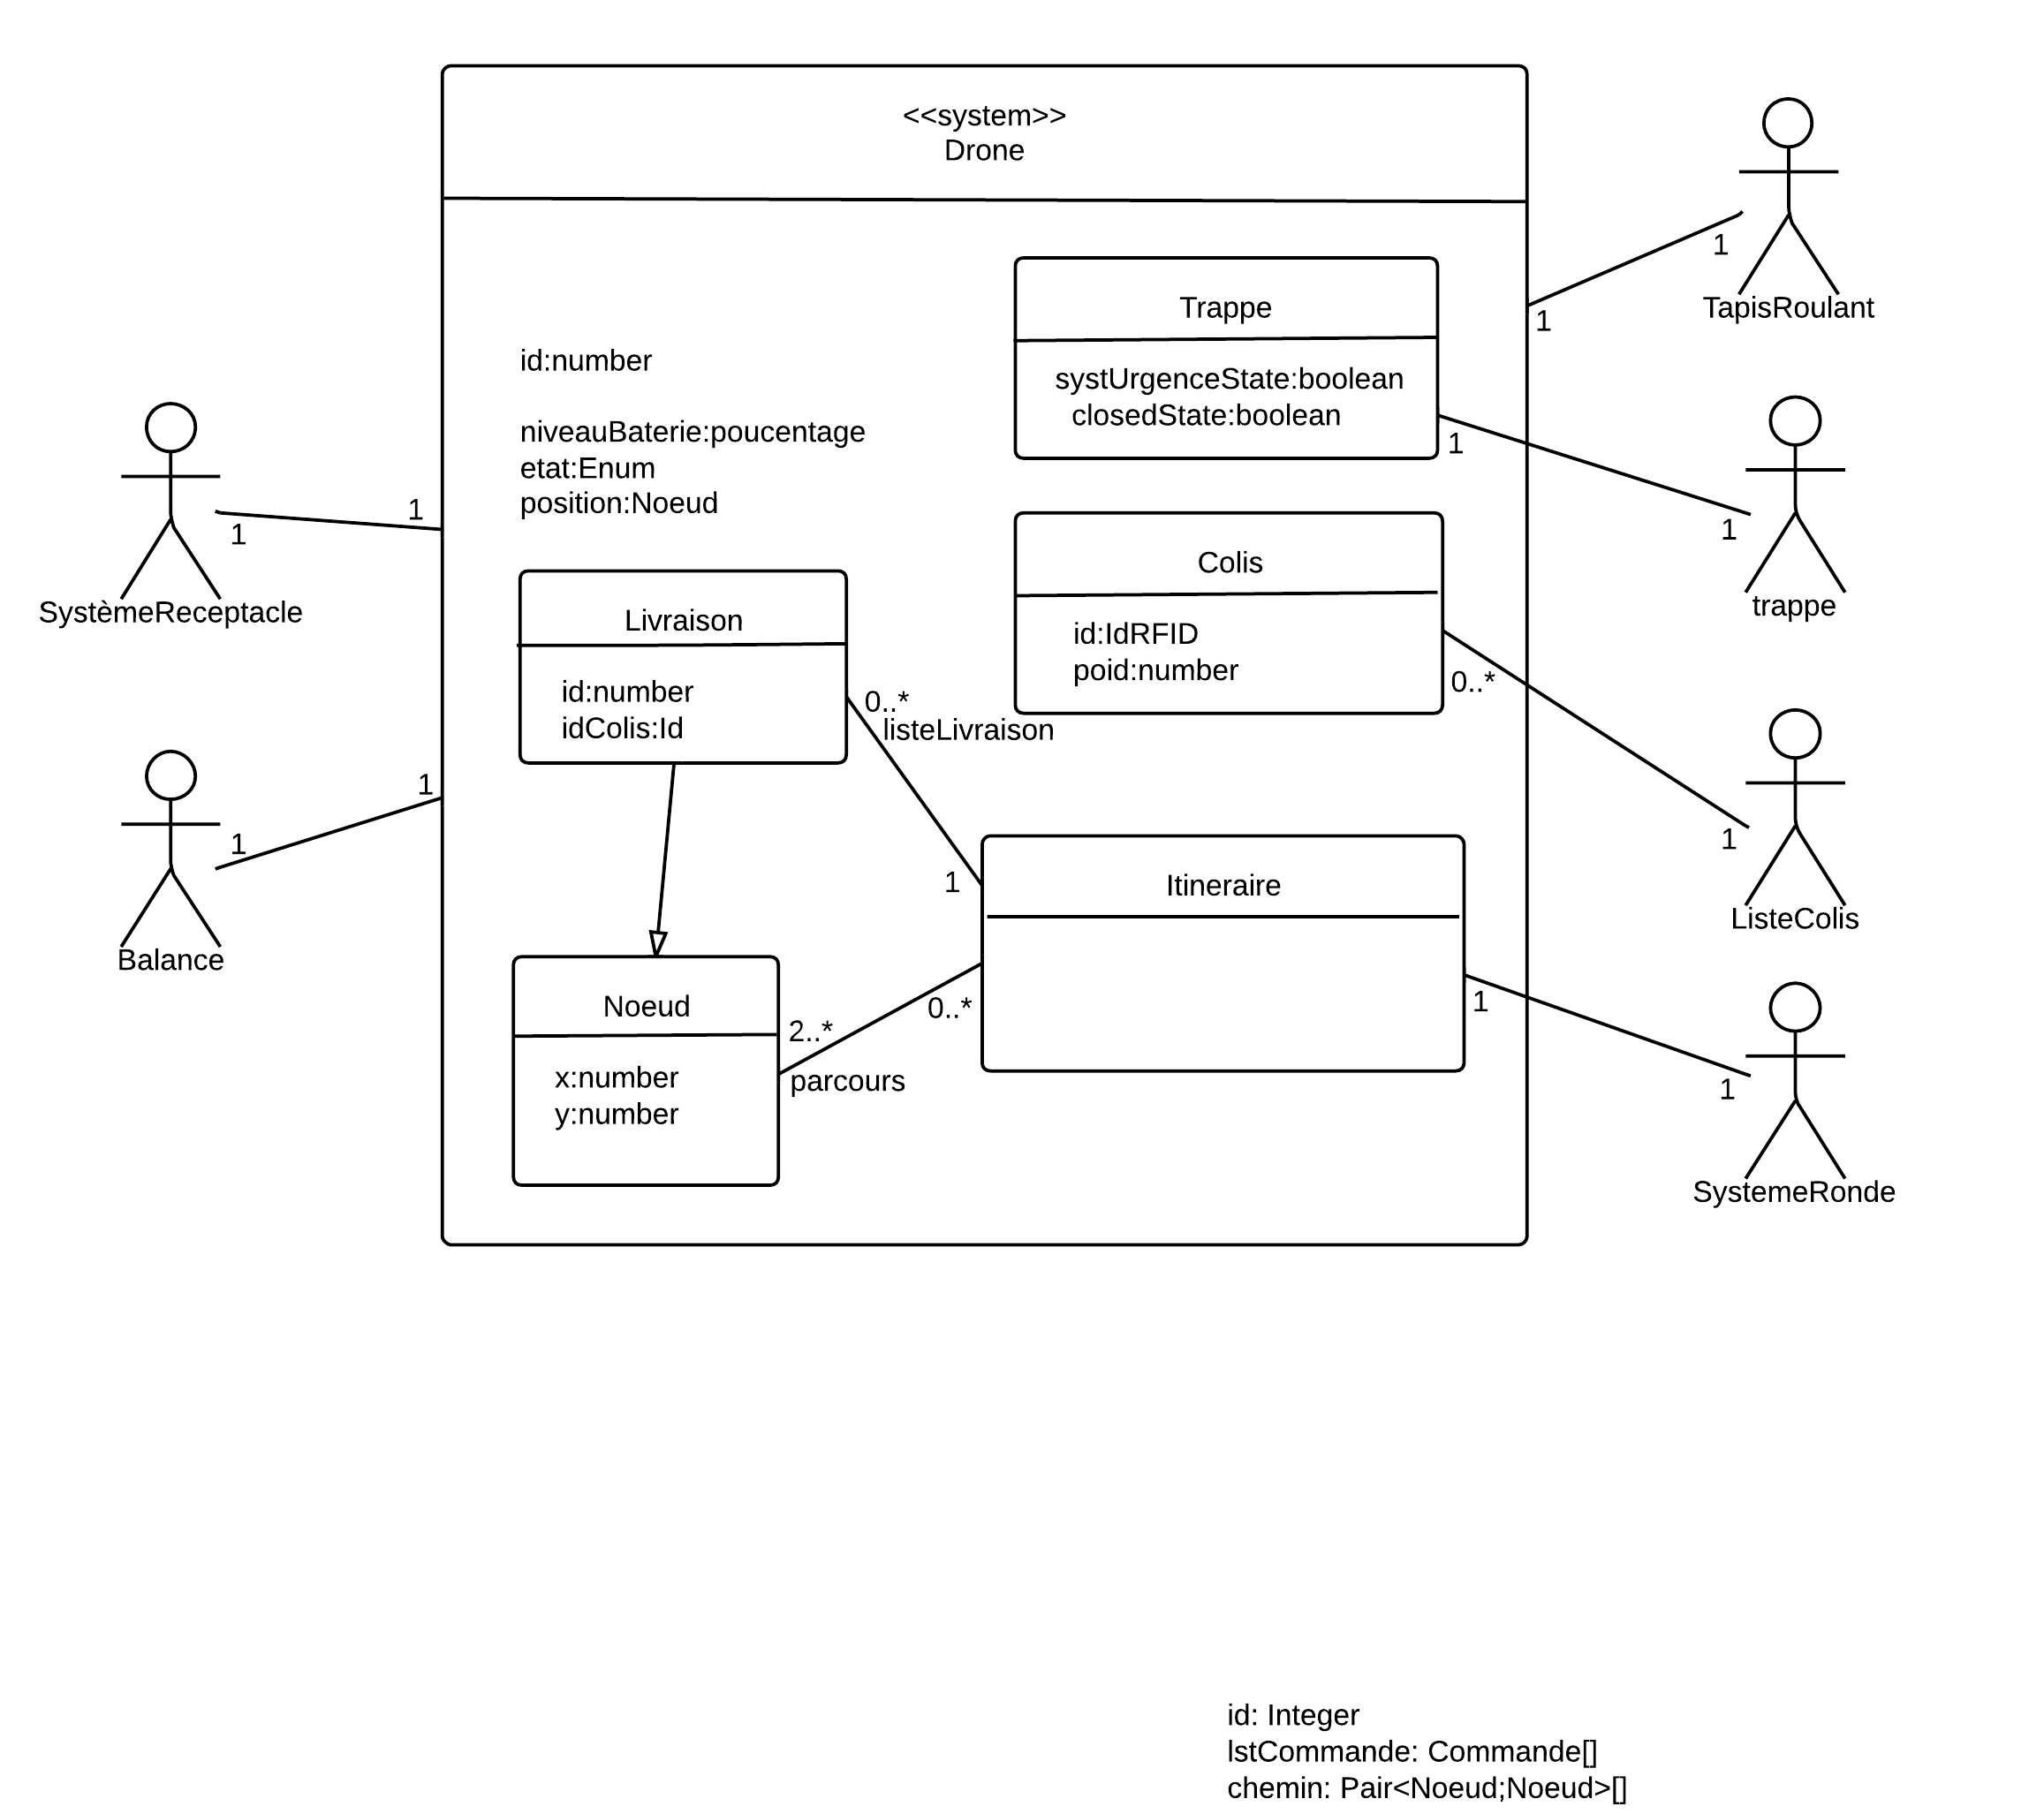 <<system>>
Drone
TapisRoulant
1
1
Trappe
systUrgenceState:boolean
closedState:boolean
1
1
trappe
id:number
niveauBaterie:poucentage
etat:Enum
position:Noeud
SystèmeReceptacle
1
1
Colis
id:IdRFID
poid:number
0..*
1
ListeColis
Livraison
id:number
idColis:Id
0..*
listeLivraison
1
Balance
1
1
Itineraire
1
1
SystemeRonde
Noeud
x:number
y:number
2..*
parcours
0..*
id: Integer
lstCommande: Commande[]
chemin: Pair<Noeud;Noeud>[]